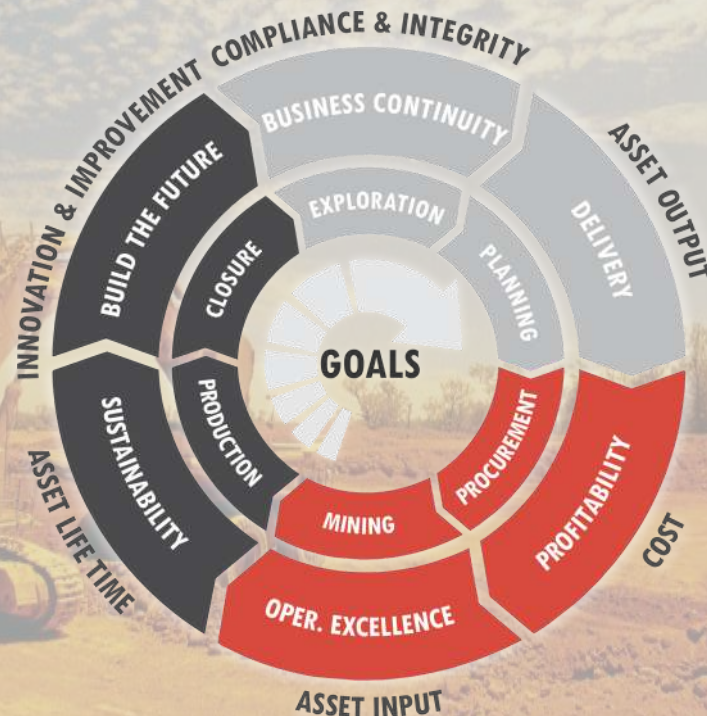 COMPLIANCE & INTEGRITY
ASSET OUTPUT
COST
ASSET INPUT
ASSET LIFE TIME
INNOVATION & IMPROVEMENT
BUSINESS CONTINUITY
DELIVERY
PROFITABILITY
OPER. EXCELLENCE
SUSTAINABILITY
BUILD THE FUTURE
EXPLORATION
PLANNING
PROCUREMENT
MINING
PRODUCTION
CLOSURE
GOALS